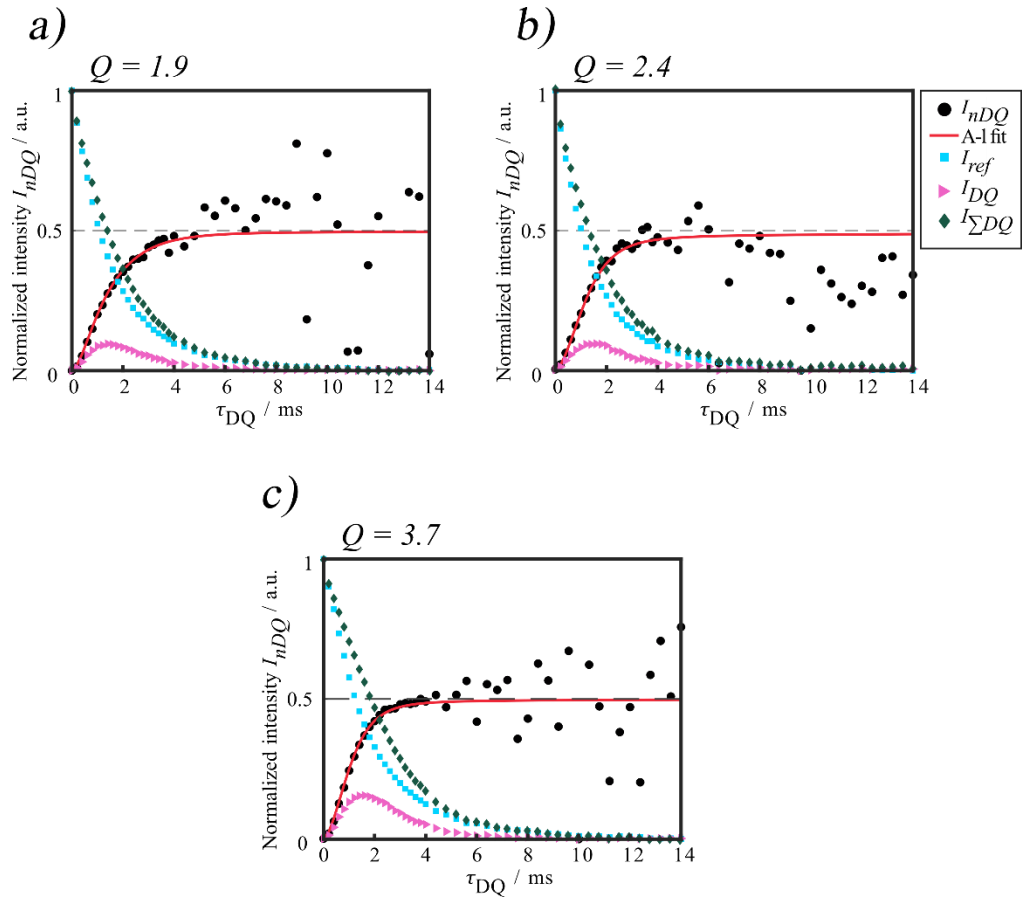 a)
Q = 1.9
Normalized intensity I_nDQ / a.u.
1
0.5
0
0 2 4 6 8 10 12 14
τ_DQ / ms
b)
Q = 2.4
Normalized intensity I_nDQ / a.u.
1
0.5
0
0 2 4 6 8 10 12 14
τ_DQ / ms
I_nDQ
A-l fit
I_ref
I_DQ
I_∑DQ
c)
Q = 3.7
Normalized intensity I_nDQ / a.u.
1
0.5
0
0 2 4 6 8 10 12 14
τ_DQ / ms